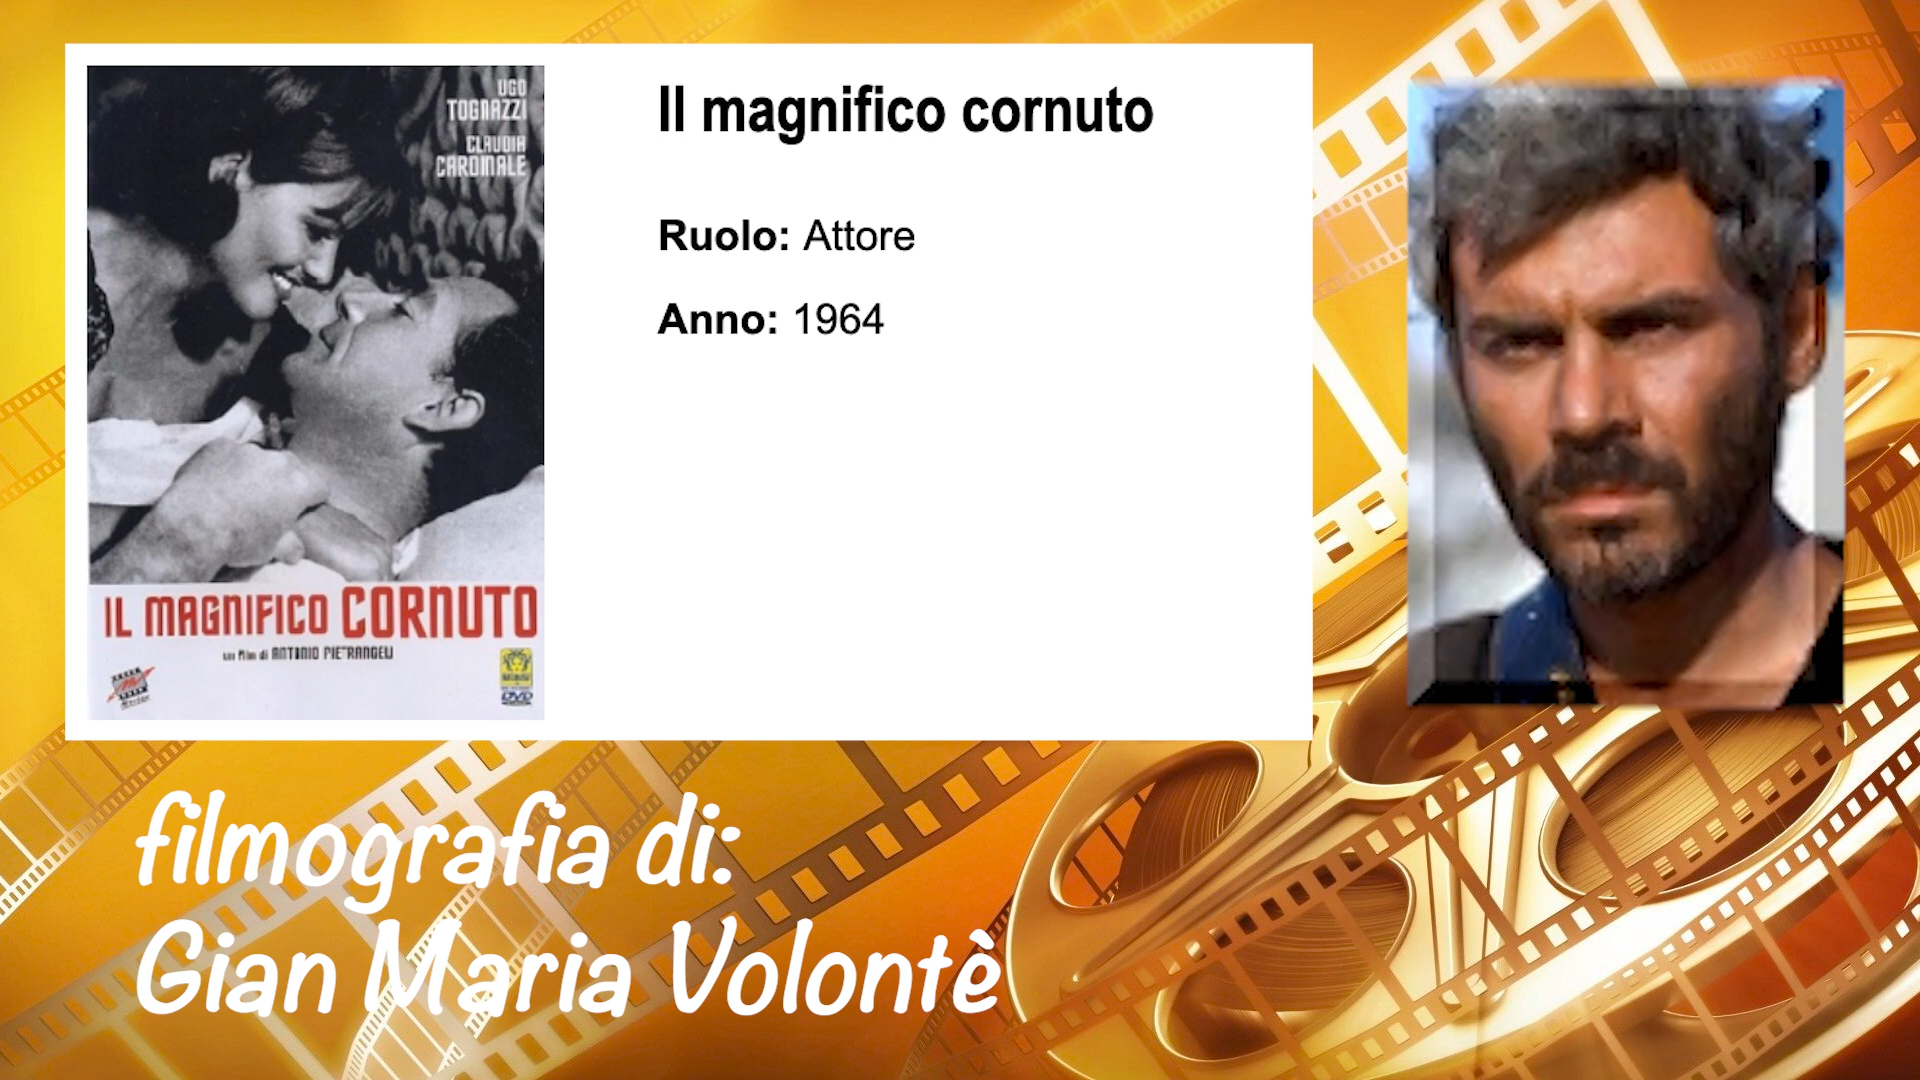 UGO
TOGNAZZI
CLAUDIA
CARDINALE
IL MAGNIFICO CORNUTO
un film di ANTONIO PIETRANGELI
DVD
Il magnifico cornuto
Ruolo: Attore
Anno: 1964
filmografia di:
Gian Maria Volontè